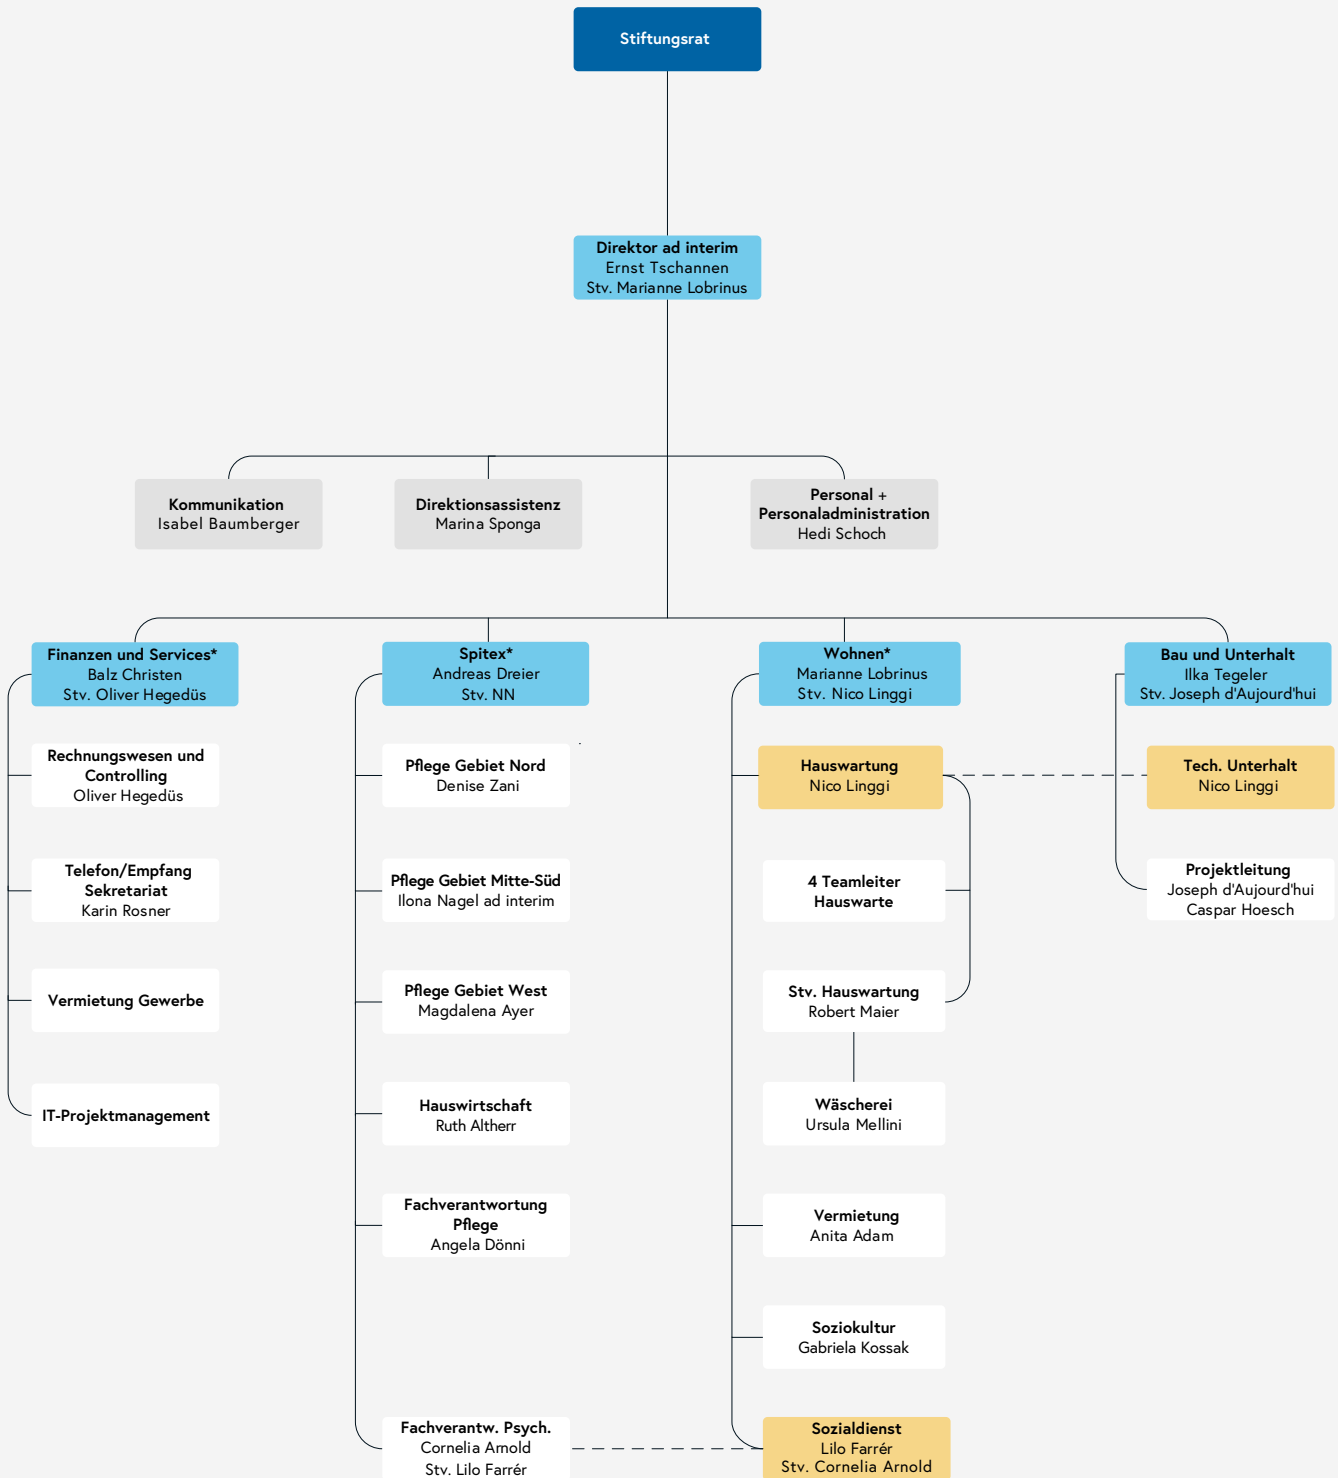 Stiftungsrat
Direktor ad interim
Ernst Tschannen
Stv. Marianne Lobrinus
Kommunikation
Isabel Baumberger
Direktionsassistenz
Marina Sponga
Personal +
Personaladministration
Hedi Schoch
Finanzen und Services*
Balz Christen
Stv. Oliver Hegedüs
Rechnungswesen und
Controlling
Oliver Hegedüs
Telefon/Empfang
Sekretariat
Karin Rosner
Vermietung Gewerbe
IT-Projektmanagement
Spitex*
Andreas Dreier
Stv. NN
Pflege Gebiet Nord
Denise Zani
Pflege Gebiet Mitte-Süd
Ilona Nagel ad interim
Pflege Gebiet West
Magdalena Ayer
Hauswirtschaft
Ruth Altherr
Fachverantwortung
Pflege
Angela Dönni
Fachverantw. Psych.
Cornelia Arnold
Stv. Lilo Farrér
Wohnen*
Marianne Lobrinus
Stv. Nico Linggi
Hauswartung
Nico Linggi
4 Teamleiter
Hauswarte
Stv. Hauswartung
Robert Maier
Wäscherei
Ursula Mellini
Vermietung
Anita Adam
Soziokultur
Gabriela Kossak
Sozialdienst
Lilo Farrér
Stv. Cornelia Arnold
Bau und Unterhalt
Ilka Tegeler
Stv. Joseph d'Aujourd'hui
Tech. Unterhalt
Nico Linggi
Projektleitung
Joseph d'Aujourd'hui
Caspar Hoesch